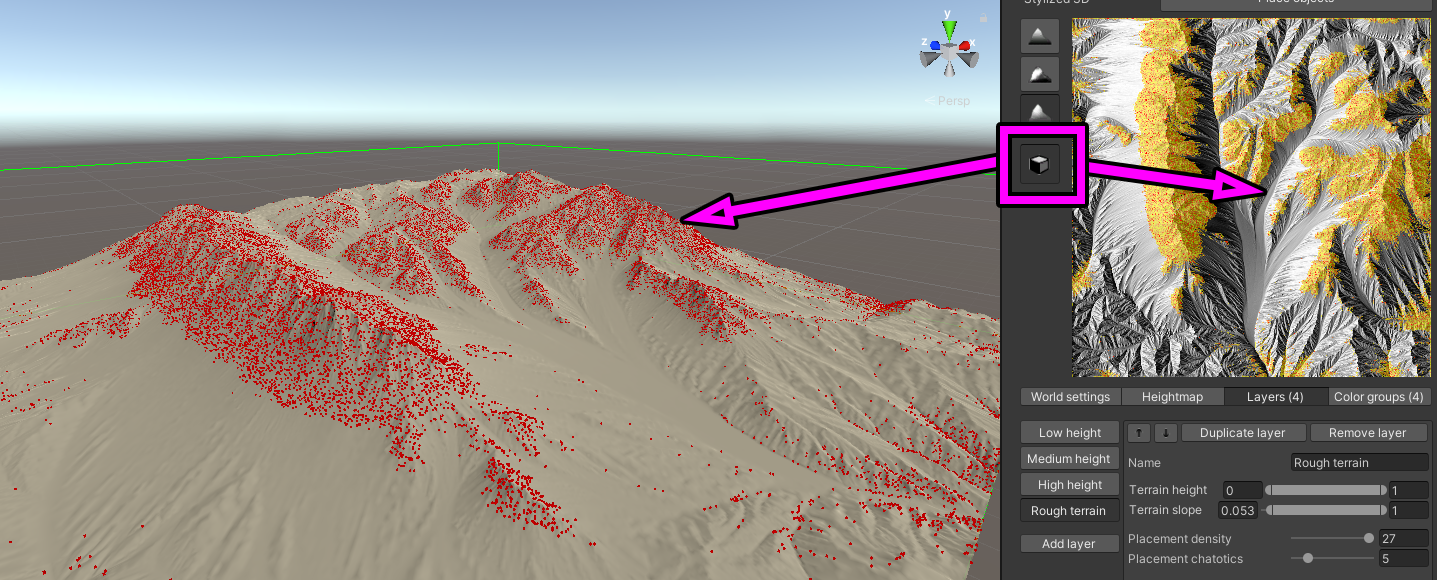 Stylized 3D
Place objects
y
z
x
Persp
World settings
Heightmap
Layers (4)
Color groups (4)
Low height
Medium height
High height
Rough terrain
Add layer
Duplicate layer
Remove layer
Name
Rough terrain
Terrain height
0
1
Terrain slope
0.053
1
Placement density
27
Placement chatotics
5